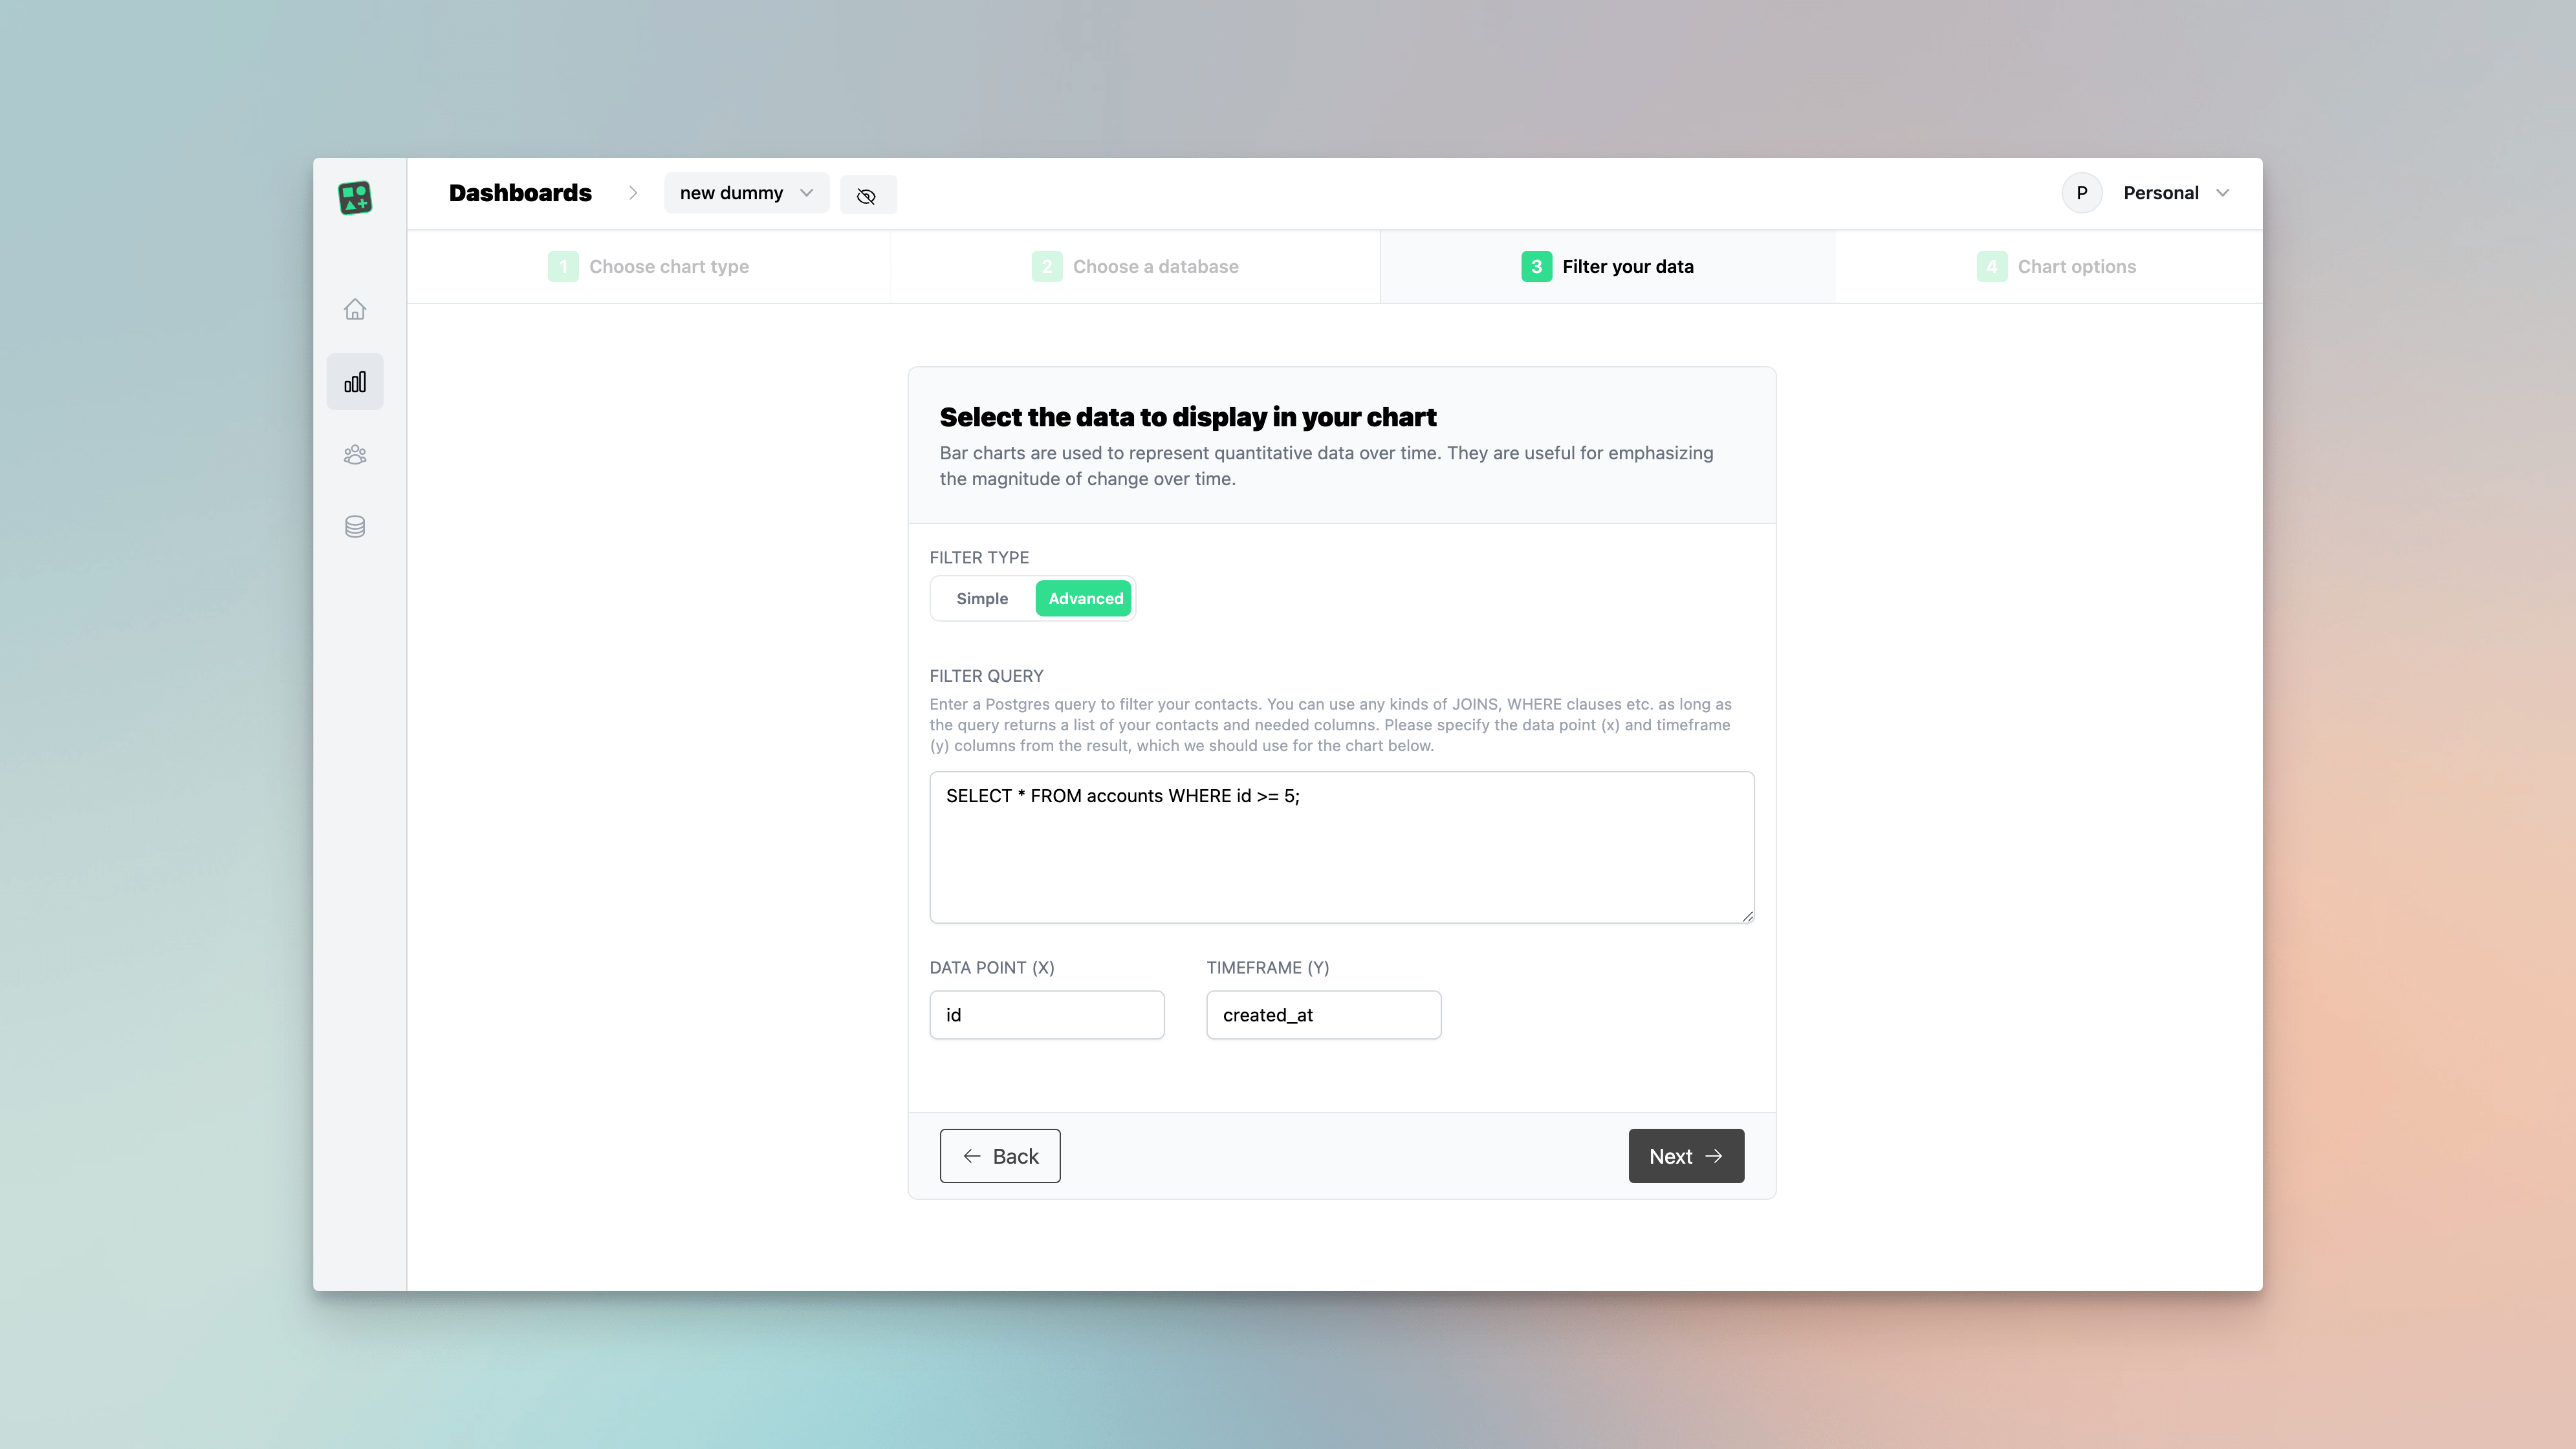 Dashboards
new dummy
P
Personal
1 Choose chart type
2 Choose a database
3 Filter your data
4 Chart options
Select the data to display in your chart
Bar charts are used to represent quantitative data over time. They are useful for emphasizing
the magnitude of change over time.
FILTER TYPE
Simple
Advanced
FILTER QUERY
Enter a Postgres query to filter your contacts. You can use any kinds of JOINS, WHERE clauses etc. as long as
the query returns a list of your contacts and needed columns. Please specify the data point (x) and timeframe
(y) columns from the result, which we should use for the chart below.
SELECT * FROM accounts WHERE id >= 5;
DATA POINT (X)
TIMEFRAME (Y)
id
created_at
Back
Next